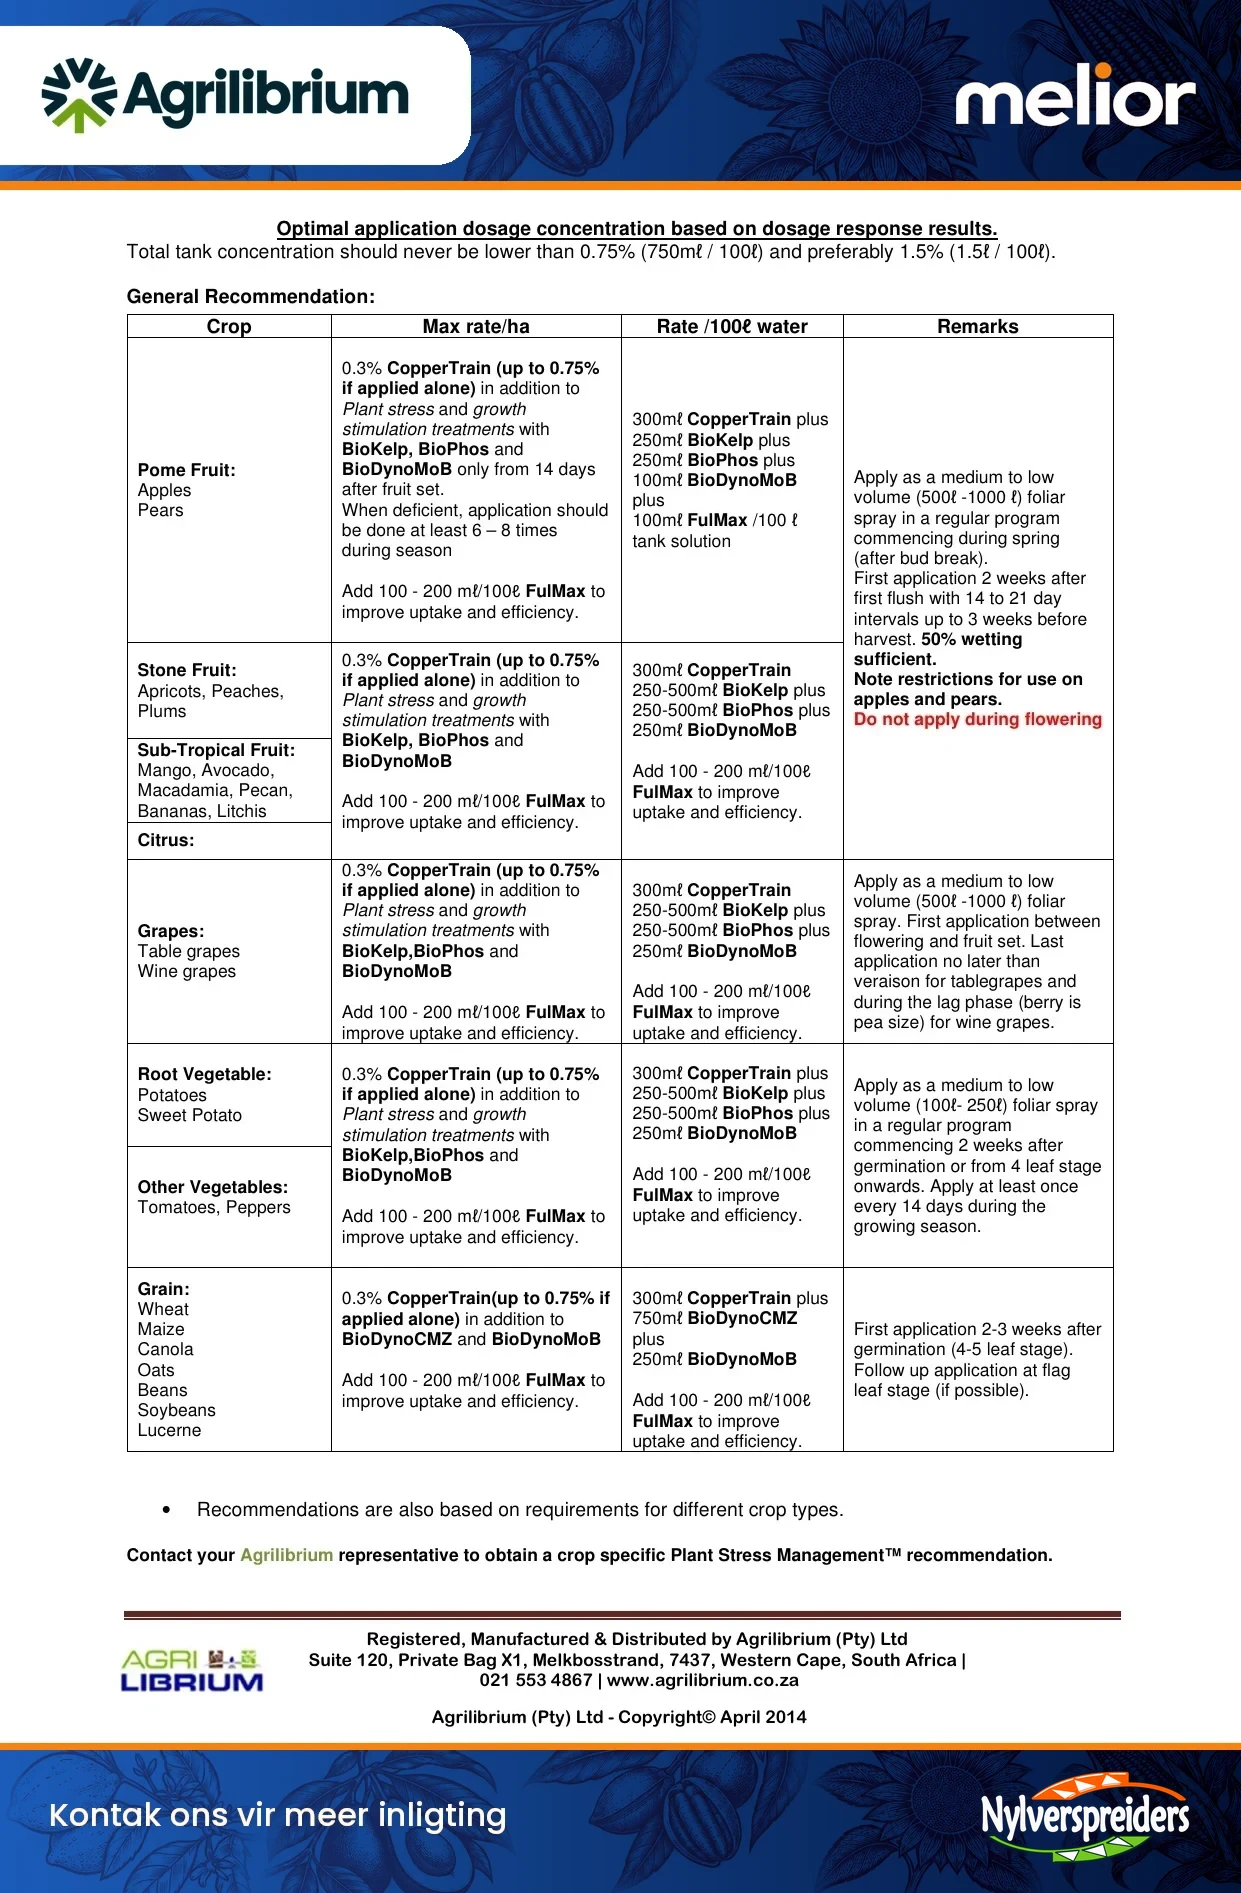 Agrilibrium
melior
Optimal application dosage concentration based on dosage response results.
Total tank concentration should never be lower than 0.75% (750mℓ / 100ℓ) and preferably 1.5% (1.5ℓ / 100ℓ).
General Recommendation:
Crop
Max rate/ha
Rate /100ℓ water
Remarks
Pome Fruit:
Apples
Pears
0.3% CopperTrain (up to 0.75%
if applied alone) in addition to
Plant stress and growth
stimulation treatments with
BioKelp, BioPhos and
BioDynoMoB only from 14 days
after fruit set.
When deficient, application should
be done at least 6 – 8 times
during season
Add 100 - 200 mℓ/100ℓ FulMax to
improve uptake and efficiency.
300mℓ CopperTrain plus
250mℓ BioKelp plus
250mℓ BioPhos plus
100mℓ BioDynoMoB
plus
100mℓ FulMax /100 ℓ
tank solution
Apply as a medium to low
volume (500ℓ -1000 ℓ) foliar
spray in a regular program
commencing during spring
(after bud break).
First application 2 weeks after
first flush with 14 to 21 day
intervals up to 3 weeks before
harvest. 50% wetting
sufficient.
Note restrictions for use on
apples and pears.
Do not apply during flowering
Stone Fruit:
Apricots, Peaches,
Plums
Sub-Tropical Fruit:
Mango, Avocado,
Macadamia, Pecan,
Bananas, Litchis
Citrus:
0.3% CopperTrain (up to 0.75%
if applied alone) in addition to
Plant stress and growth
stimulation treatments with
BioKelp, BioPhos and
BioDynoMoB
Add 100 - 200 mℓ/100ℓ FulMax to
improve uptake and efficiency.
300mℓ CopperTrain
250-500mℓ BioKelp plus
250-500mℓ BioPhos plus
250mℓ BioDynoMoB
Add 100 - 200 mℓ/100ℓ
FulMax to improve
uptake and efficiency.
Grapes:
Table grapes
Wine grapes
0.3% CopperTrain (up to 0.75%
if applied alone) in addition to
Plant stress and growth
stimulation treatments with
BioKelp,BioPhos and
BioDynoMoB
Add 100 - 200 mℓ/100ℓ FulMax to
improve uptake and efficiency.
300mℓ CopperTrain
250-500mℓ BioKelp plus
250-500mℓ BioPhos plus
250mℓ BioDynoMoB
Add 100 - 200 mℓ/100ℓ
FulMax to improve
uptake and efficiency.
Apply as a medium to low
volume (500ℓ -1000 ℓ) foliar
spray. First application between
flowering and fruit set. Last
application no later than
veraison for tablegrapes and
during the lag phase (berry is
pea size) for wine grapes.
Root Vegetable:
Potatoes
Sweet Potato
Other Vegetables:
Tomatoes, Peppers
0.3% CopperTrain (up to 0.75%
if applied alone) in addition to
Plant stress and growth
stimulation treatments with
BioKelp,BioPhos and
BioDynoMoB
Add 100 - 200 mℓ/100ℓ FulMax to
improve uptake and efficiency.
300mℓ CopperTrain plus
250-500mℓ BioKelp plus
250-500mℓ BioPhos plus
250mℓ BioDynoMoB
Add 100 - 200 mℓ/100ℓ
FulMax to improve
uptake and efficiency.
Apply as a medium to low
volume (100ℓ- 250ℓ) foliar spray
in a regular program
commencing 2 weeks after
germination or from 4 leaf stage
onwards. Apply at least once
every 14 days during the
growing season.
Grain:
Wheat
Maize
Canola
Oats
Beans
Soybeans
Lucerne
0.3% CopperTrain(up to 0.75% if
applied alone) in addition to
BioDynoCMZ and BioDynoMoB
Add 100 - 200 mℓ/100ℓ FulMax to
improve uptake and efficiency.
300mℓ CopperTrain plus
750mℓ BioDynoCMZ
plus
250mℓ BioDynoMoB
Add 100 - 200 mℓ/100ℓ
FulMax to improve
uptake and efficiency.
First application 2-3 weeks after
germination (4-5 leaf stage).
Follow up application at flag
leaf stage (if possible).
• Recommendations are also based on requirements for different crop types.
Contact your Agrilibrium representative to obtain a crop specific Plant Stress Management™ recommendation.
AGRI
LIBRIUM
Registered, Manufactured & Distributed by Agrilibrium (Pty) Ltd
Suite 120, Private Bag X1, Melkbosstrand, 7437, Western Cape, South Africa |
021 553 4867 | www.agrilibrium.co.za
Agrilibrium (Pty) Ltd - Copyright© April 2014
Kontak ons vir meer inligting
Nylverspreiders